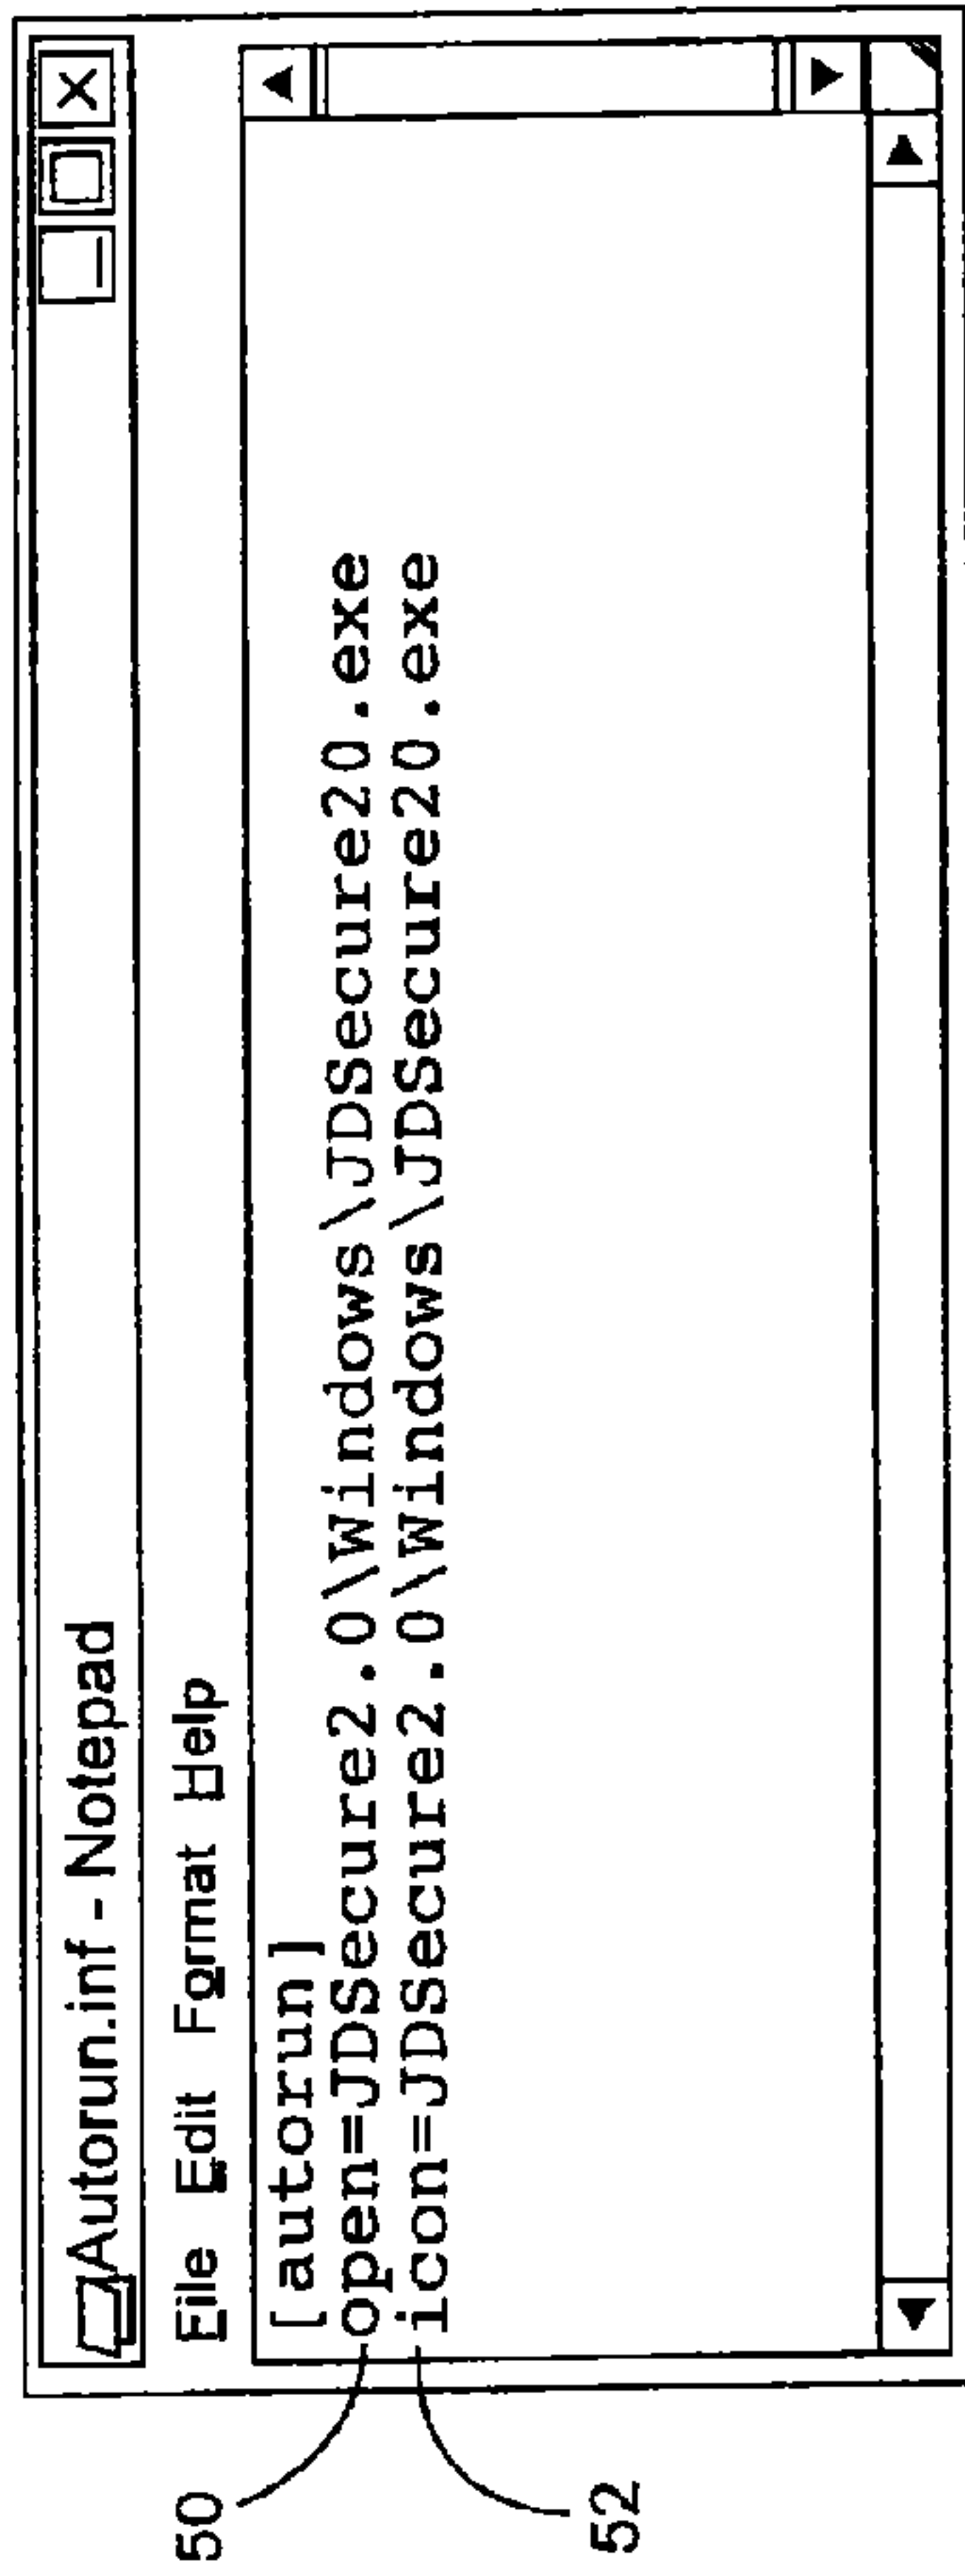 Autorun.inf - Notepad
File Edit Format Help
[autorun]
50 open=JDSecure2.0\Windows\JDSecure20.exe
52 icon=JDSecure2.0\Windows\JDSecure20.exe